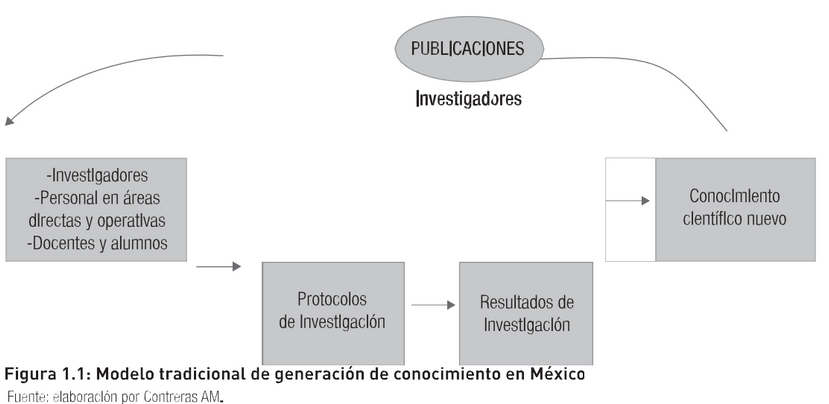 PUBLICACIONES
Investigadores
-Investigadores
-Personal en áreas
directas y operativas
-Docentes y alumnos
Conocimiento
científico nuevo
Protocolos
de Investigación
Resultados de
Investigación
Figura 1.1: Modelo tradicional de generación de conocimiento en México
Fuente: elaboración por Contreras AM.